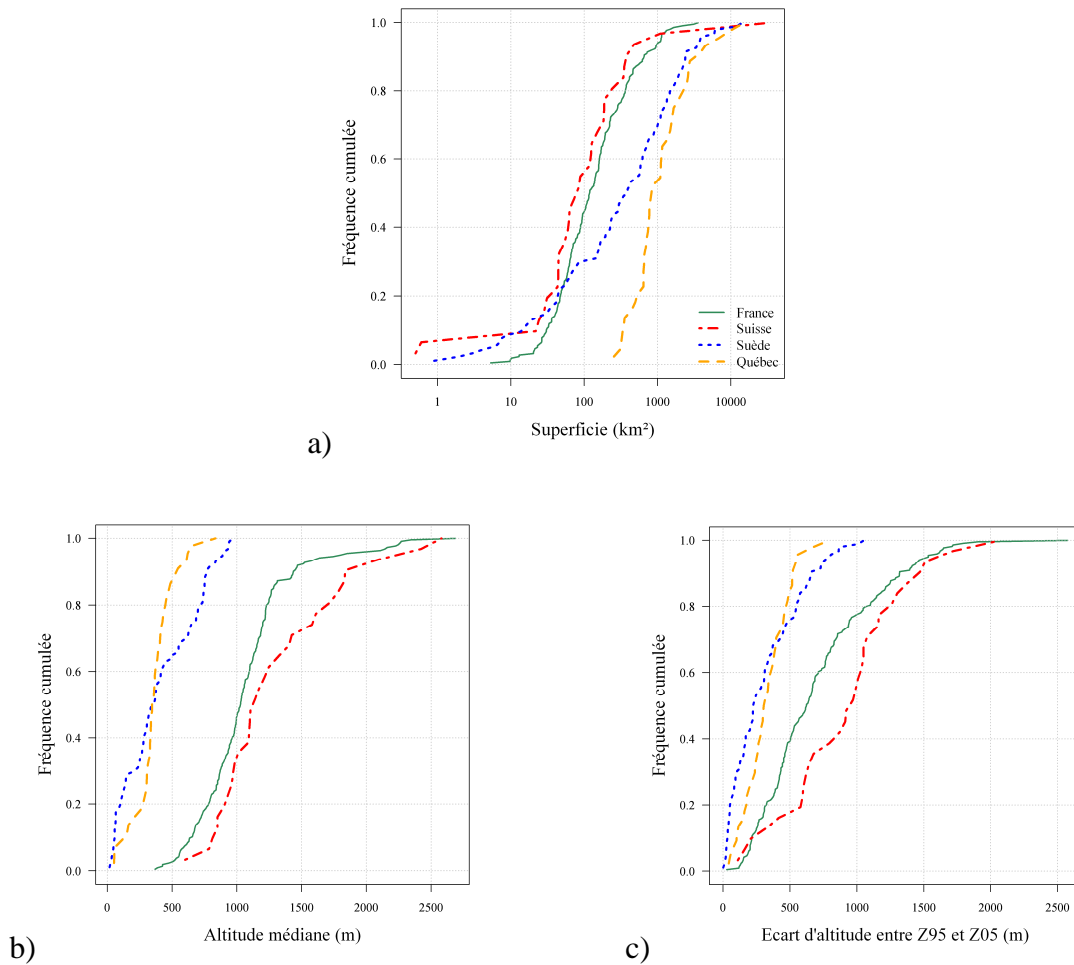 1.0
0.8
0.6
0.4
0.2
0.0
Fréquence cumulée
France
Suisse
Suède
Québec
1 10 100 1000 10000
Superficie (km²)
a)
1.0
0.8
0.6
0.4
0.2
0.0
Fréquence cumulée
0 500 1000 1500 2000 2500
Altitude médiane (m)
b)
1.0
0.8
0.6
0.4
0.2
0.0
Fréquence cumulée
0 500 1000 1500 2000 2500
Ecart d'altitude entre Z95 et Z05 (m)
c)